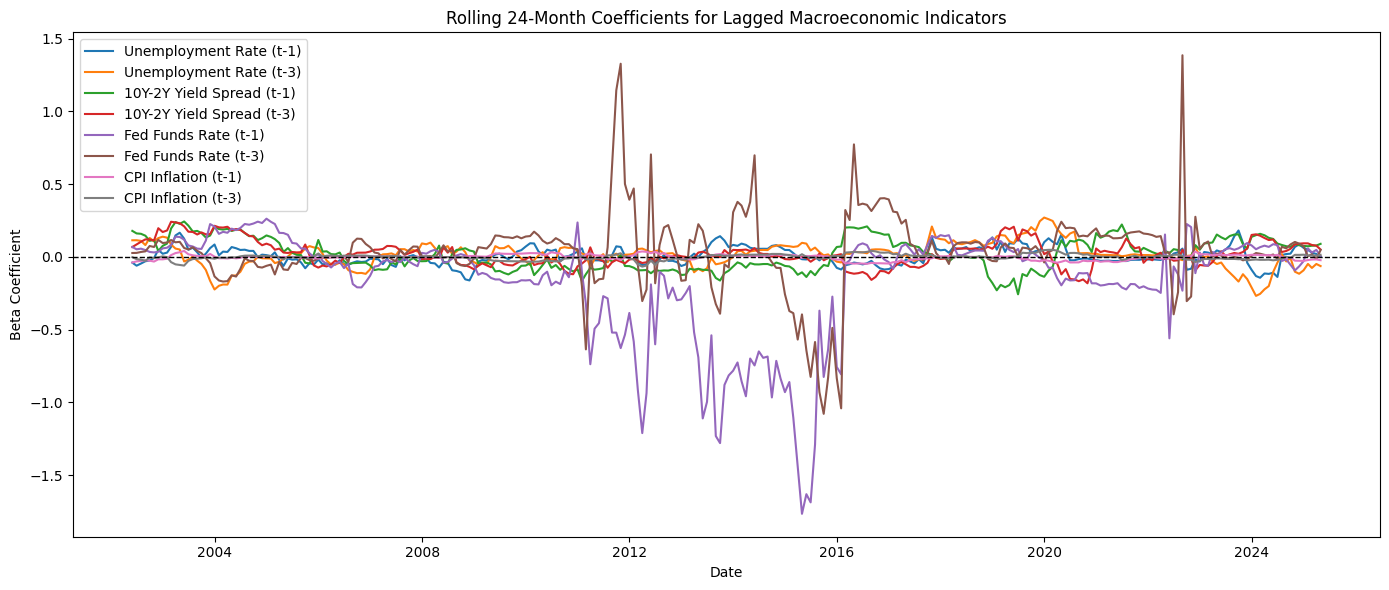 Rolling 24-Month Coefficients for Lagged Macroeconomic Indicators
Unemployment Rate (t-1)
Unemployment Rate (t-3)
10Y-2Y Yield Spread (t-1)
10Y-2Y Yield Spread (t-3)
Fed Funds Rate (t-1)
Fed Funds Rate (t-3)
CPI Inflation (t-1)
CPI Inflation (t-3)
Beta Coefficient
1.5
1.0
0.5
0.0
−0.5
−1.0
−1.5
2004 2008 2012 2016 2020 2024
Date